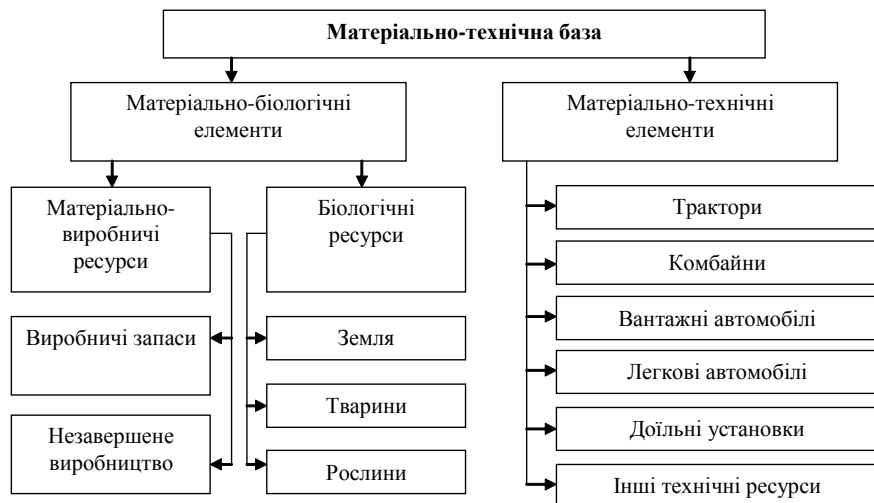 Матеріально-технічна база
Матеріально-біологічні
елементи
Матеріально-технічні
елементи
Матеріально-
виробничі
ресурси
Біологічні
ресурси
Виробничі запаси
Незавершене
виробництво
Земля
Тварини
Рослини
Трактори
Комбайни
Вантажні автомобілі
Легкові автомобілі
Доїльні установки
Інші технічні ресурси